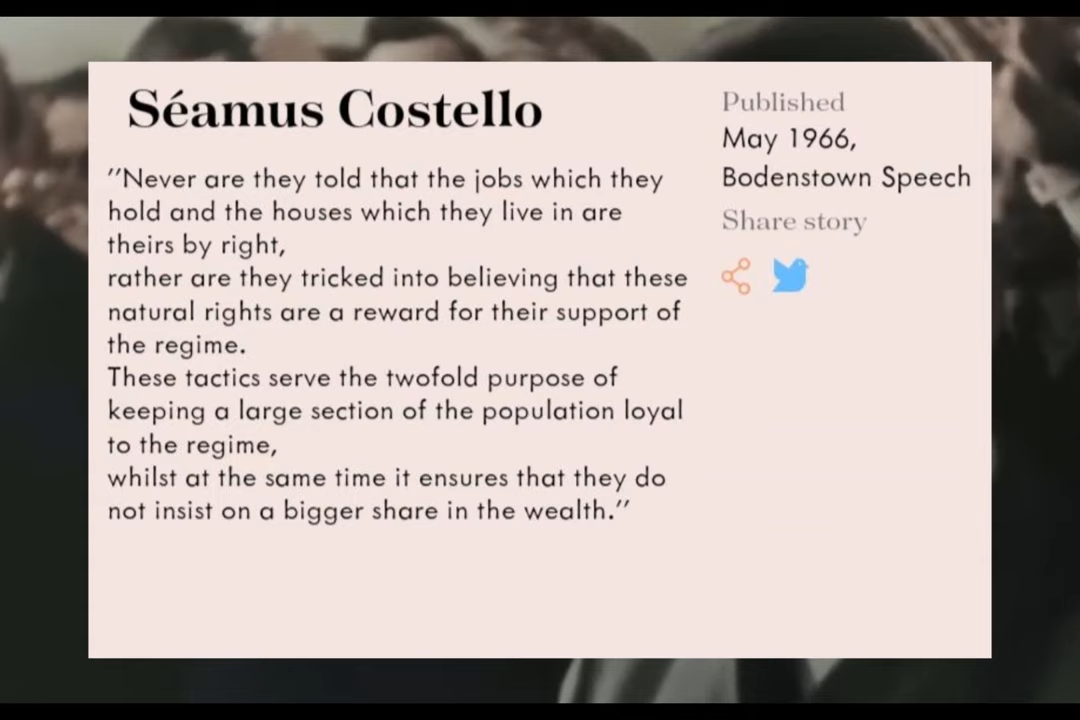 Séamus Costello
"Never are they told that the jobs which they
hold and the houses which they live in are
theirs by right,
rather are they tricked into believing that these
natural rights are a reward for their support of
the regime.
These tactics serve the twofold purpose of
keeping a large section of the population loyal
to the regime,
whilst at the same time it ensures that they do
not insist on a bigger share in the wealth."
Published
May 1966,
Bodenstown Speech
Share story